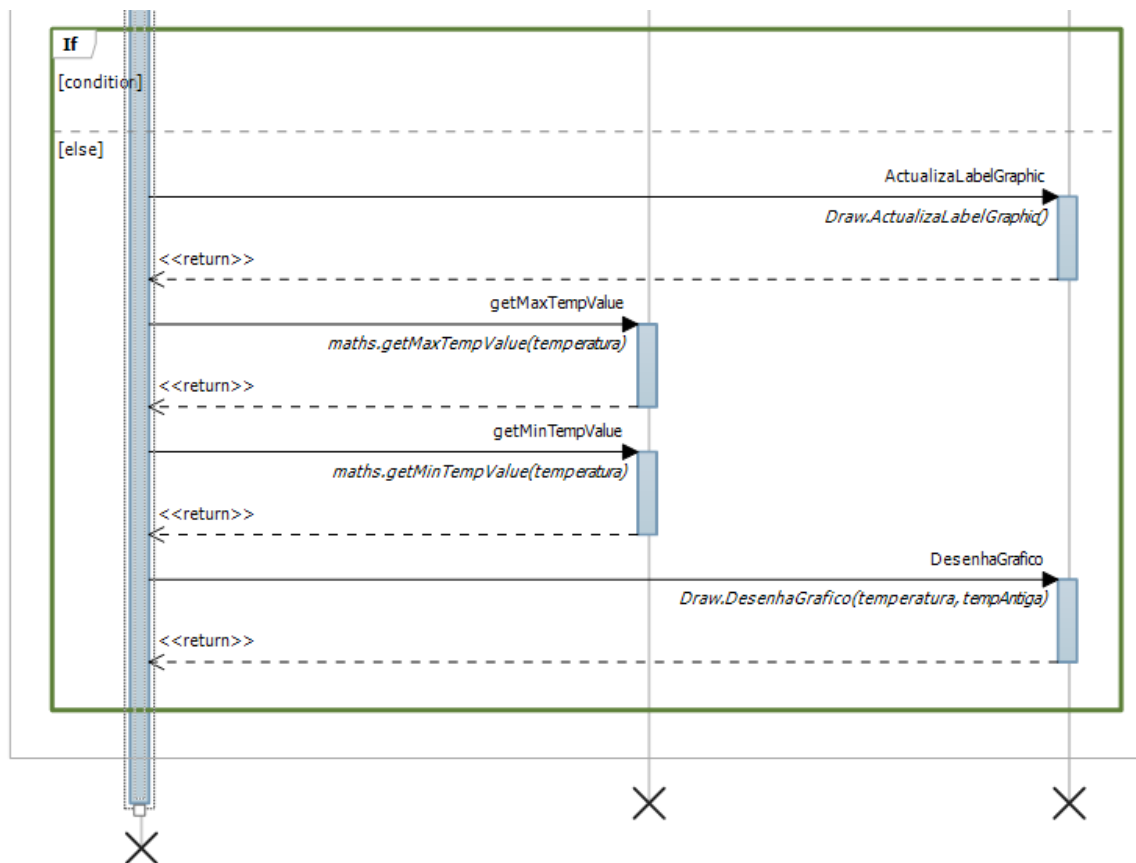 If
[condition]
[else]
ActualizaLabelGraphic
Draw.ActualizaLabelGraphic()
<<return>>
getMaxTempValue
maths.getMaxTempValue(temperatura)
<<return>>
getMinTempValue
maths.getMinTempValue(temperatura)
<<return>>
DesenhaGrafico
Draw.DesenhaGrafico(temperatura, tempAntiga)
<<return>>